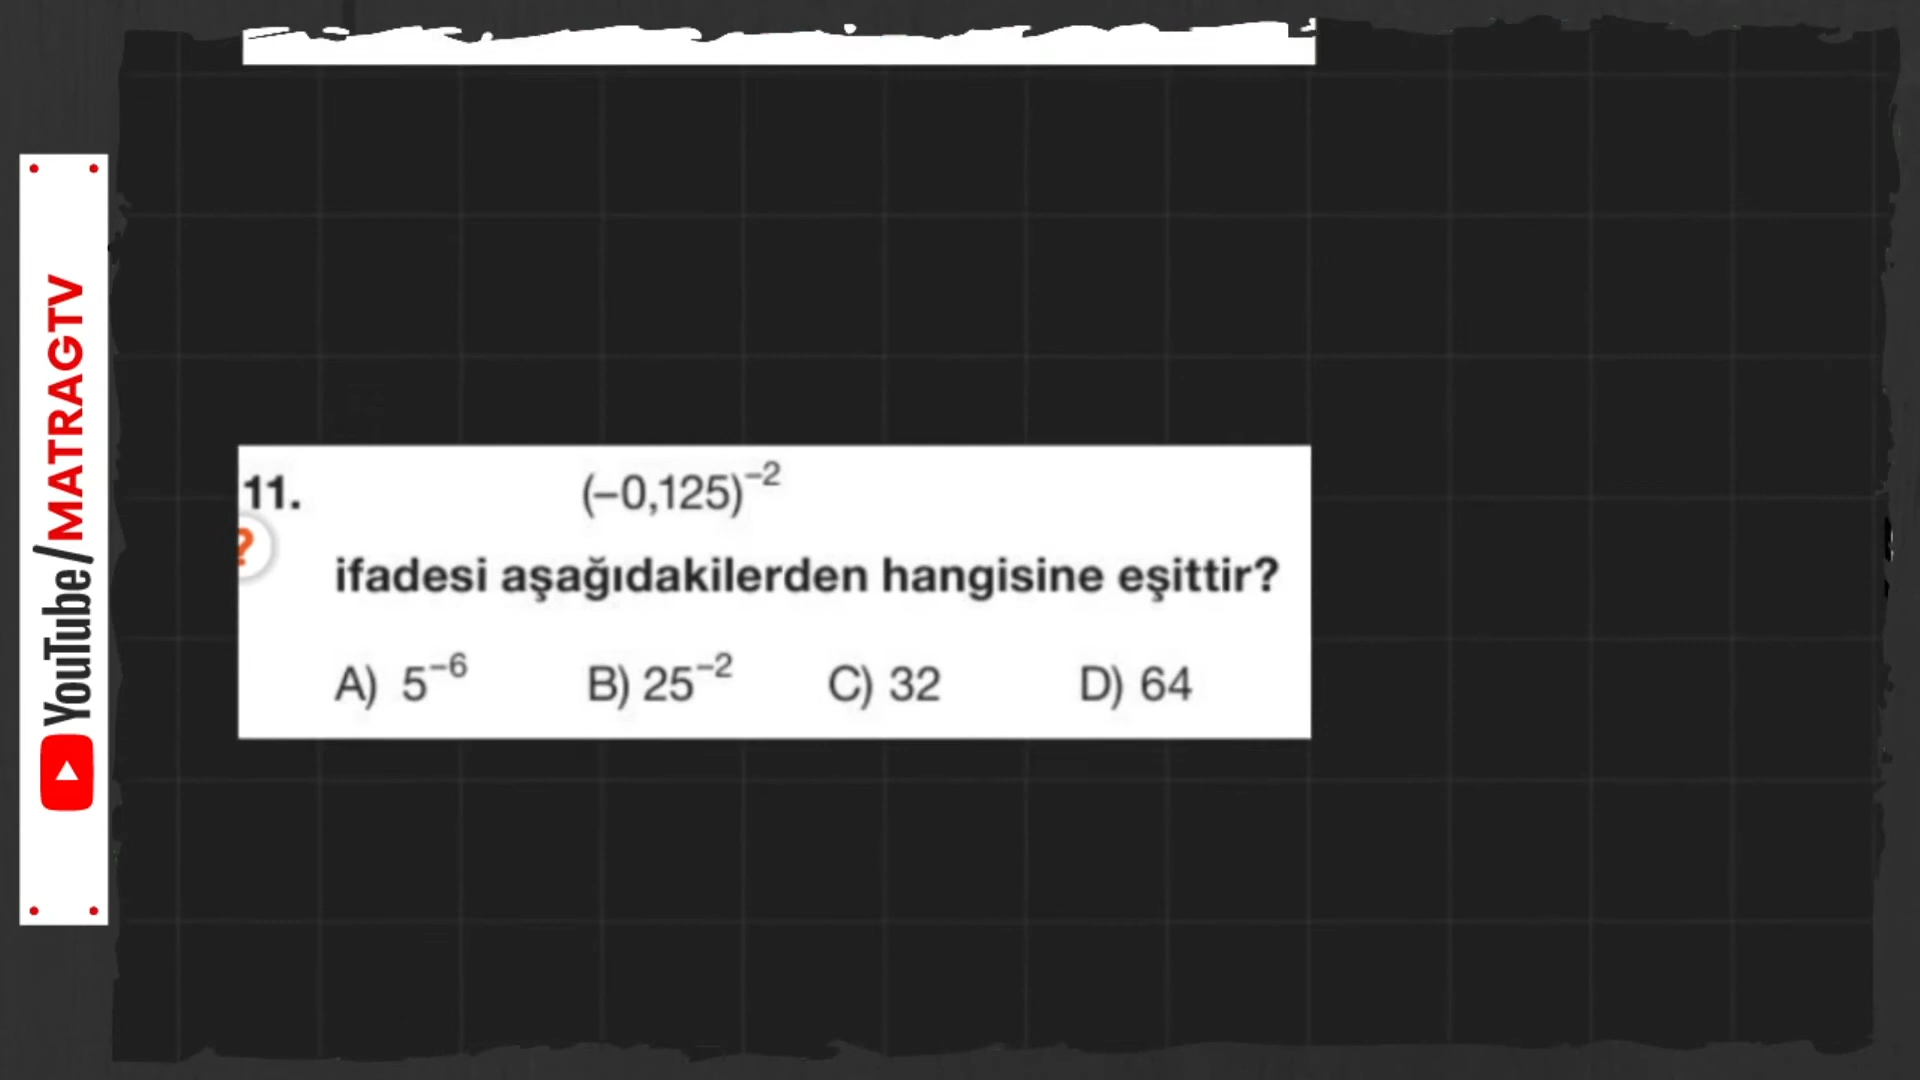 YouTube/MATRAGTV
11. (−0,125)⁻²
?
ifadesi aşağıdakilerden hangisine eşittir?
A) 5⁻⁶ B) 25⁻² C) 32 D) 64